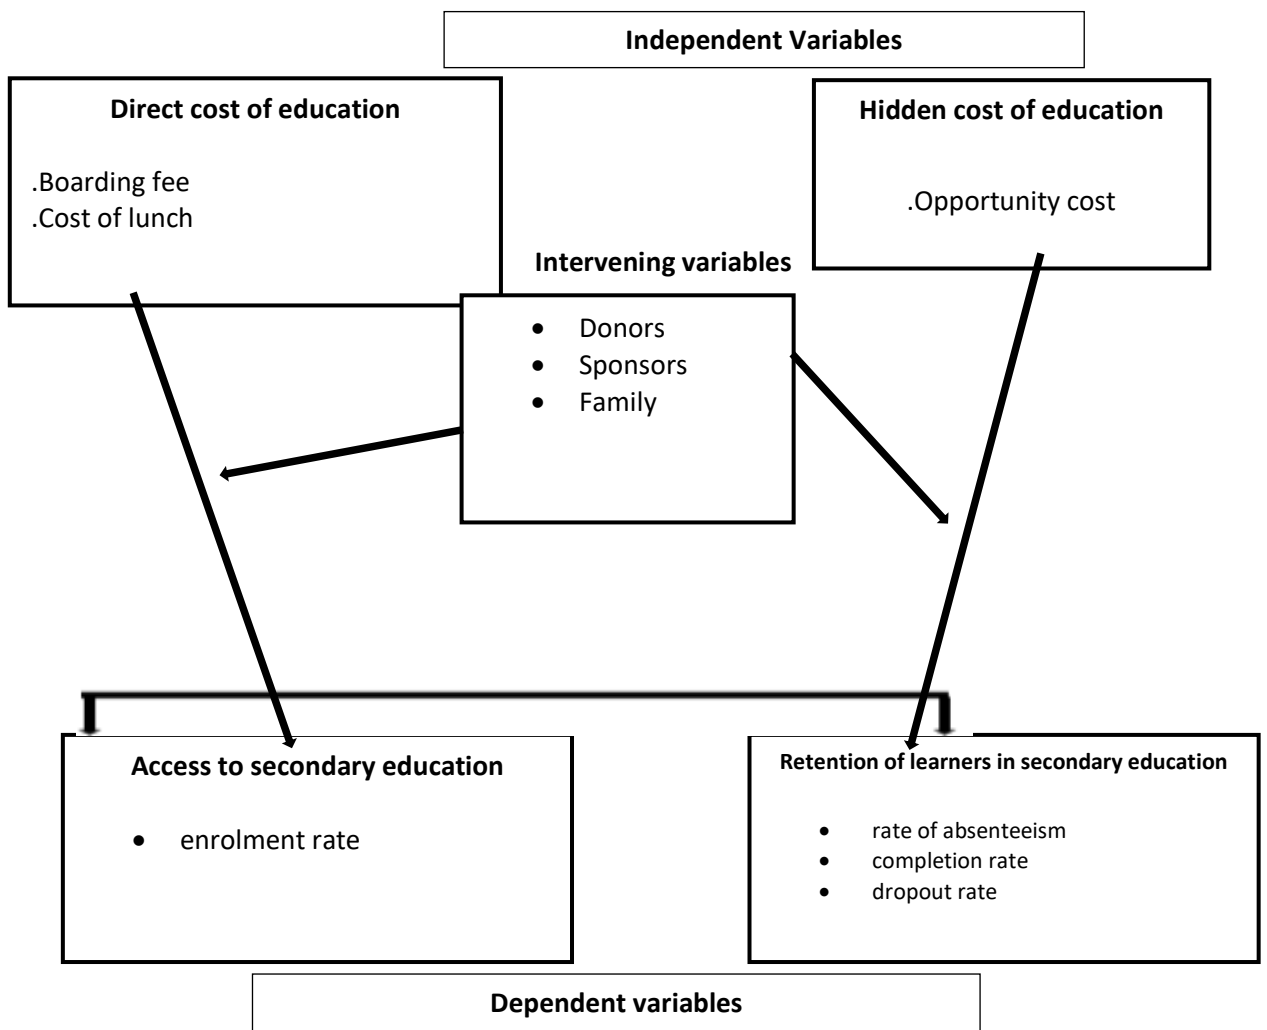 Independent Variables
Direct cost of education
.Boarding fee
.Cost of lunch
Hidden cost of education
.Opportunity cost
Intervening variables
• Donors
• Sponsors
• Family
Access to secondary education
• enrolment rate
Retention of learners in secondary education
• rate of absenteeism
• completion rate
• dropout rate
Dependent variables